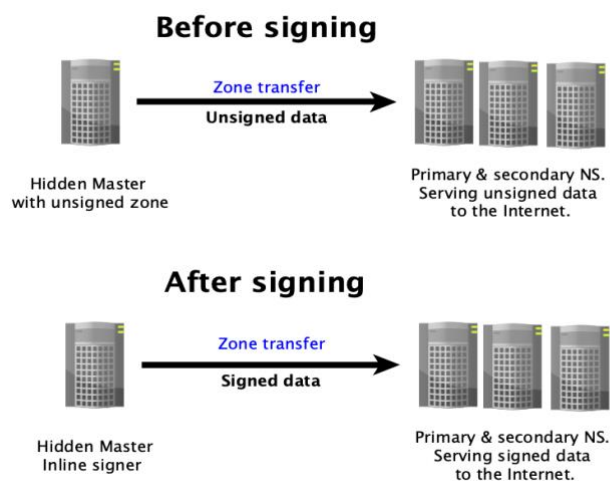 Before signing
Zone transfer
Unsigned data
Hidden Master
with unsigned zone
Primary & secondary NS.
Serving unsigned data
to the Internet.
After signing
Zone transfer
Signed data
Hidden Master
Inline signer
Primary & secondary NS.
Serving signed data
to the Internet.